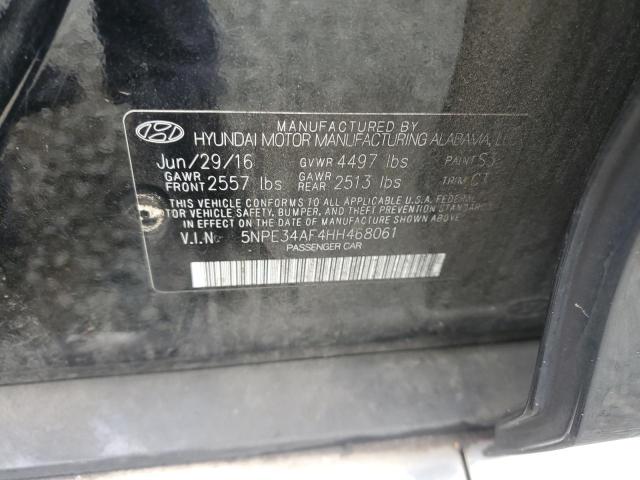 MANUFACTURED BY
HYUNDAI MOTOR MANUFACTURING ALABAMA,
Jun/29/16 GVWR 4497 lbs PAINT S3
GAWR FRONT 2557 lbs GAWR REAR 2513 lbs TRIM CT
THIS VEHICLE CONFORMS TO ALL APPLICABLE U.S.A. FEDERAL
MOTOR VEHICLE SAFETY, BUMPER, AND THEFT PREVENTION STANDARDS
IN EFFECT ON THE DATE OF MANUFACTURE SHOWN ABOVE.
V.I.N 5NPE34AF4HH468061
PASSENGER CAR